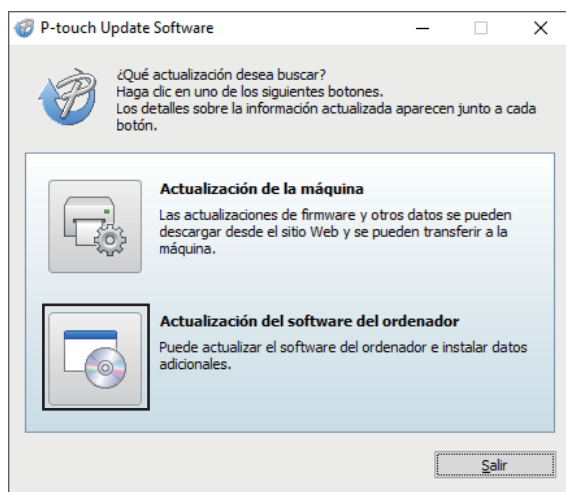 P-touch Update Software
¿Qué actualización desea buscar?
Haga clic en uno de los siguientes botones.
Los detalles sobre la información actualizada aparecen junto a cada
botón.
Actualización de la máquina
Las actualizaciones de firmware y otros datos se pueden
descargar desde el sitio Web y se pueden transferir a la
máquina.
Actualización del software del ordenador
Puede actualizar el software del ordenador e instalar datos
adicionales.
Salir